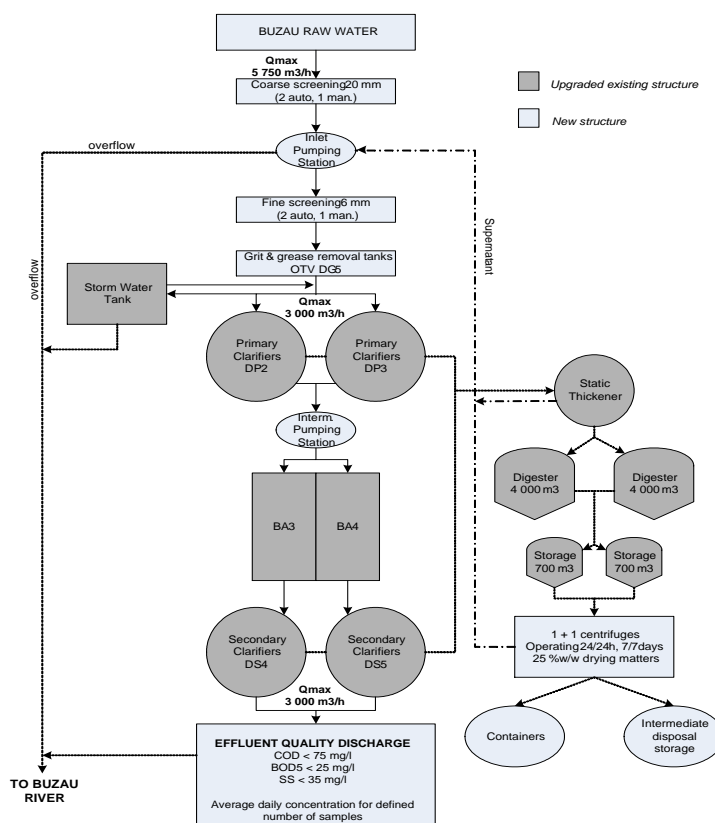 BUZAU RAW WATER
Qmax
5 750 m3/h
Coarse screening20 mm
(2 auto, 1 man.)
Upgraded existing structure
New structure
overflow
Inlet
Pumping
Station
Fine screening6 mm
(2 auto, 1 man.)
Supernatant
overflow
Grit & grease removal tanks
OTV DG5
Storm Water
Tank
Qmax
3 000 m3/h
Primary
Clarifiers
DP2
Primary
Clarifiers
DP3
Static
Thickener
Interm.
Pumping
Station
Digester
4 000 m3
Digester
4 000 m3
BA3
BA4
Storage
700 m3
Storage
700 m3
Secondary
Clarifiers
DS4
Secondary
Clarifiers
DS5
1 + 1 centrifuges
Operating24/24h, 7/7days
25 %w/w drying matters
Qmax
3 000 m3/h
Containers
Intermediate
disposal
storage
EFFLUENT QUALITY DISCHARGE
COD < 75 mg/l
BOD5 < 25 mg/l
SS < 35 mg/l
Average daily concentration for defined
number of samples
TO BUZAU
RIVER